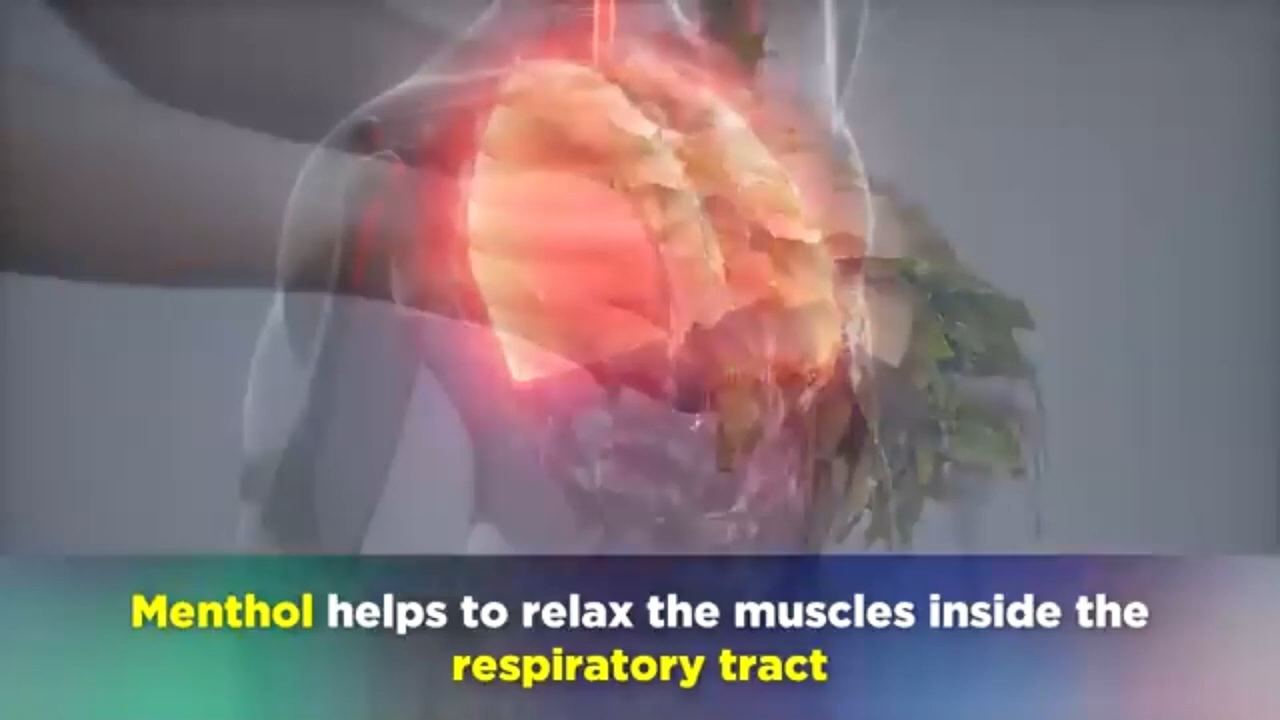 Menthol helps to relax the muscles inside the
respiratory tract